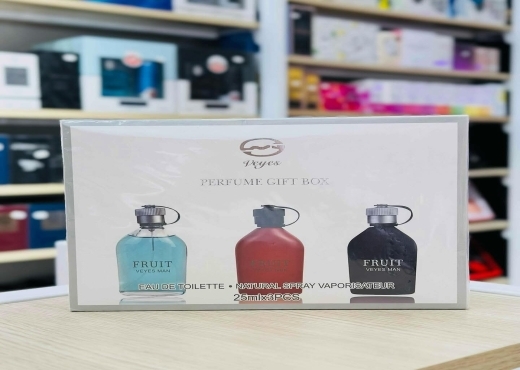 Veyes
PERFUME GIFT BOX
FRUIT
VEYES MAN
FRUIT
VEYES MAN
EAU DE TOILETTE • NATURAL SPRAY VAPORISATEUR
25mlx3PCS